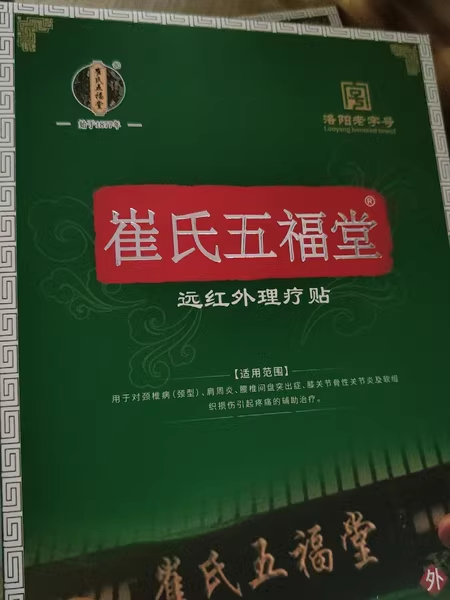 崔氏五福堂
®
始于1877年
洛阳老字号
Luoyang honored brand
崔氏五福堂®
远红外理疗贴
【适用范围】
用于对颈椎病(颈型)、肩周炎、腰椎间盘突出症、膝关节骨性关节炎及软组
织损伤引起疼痛的辅助治疗。
崔氏五福堂
外